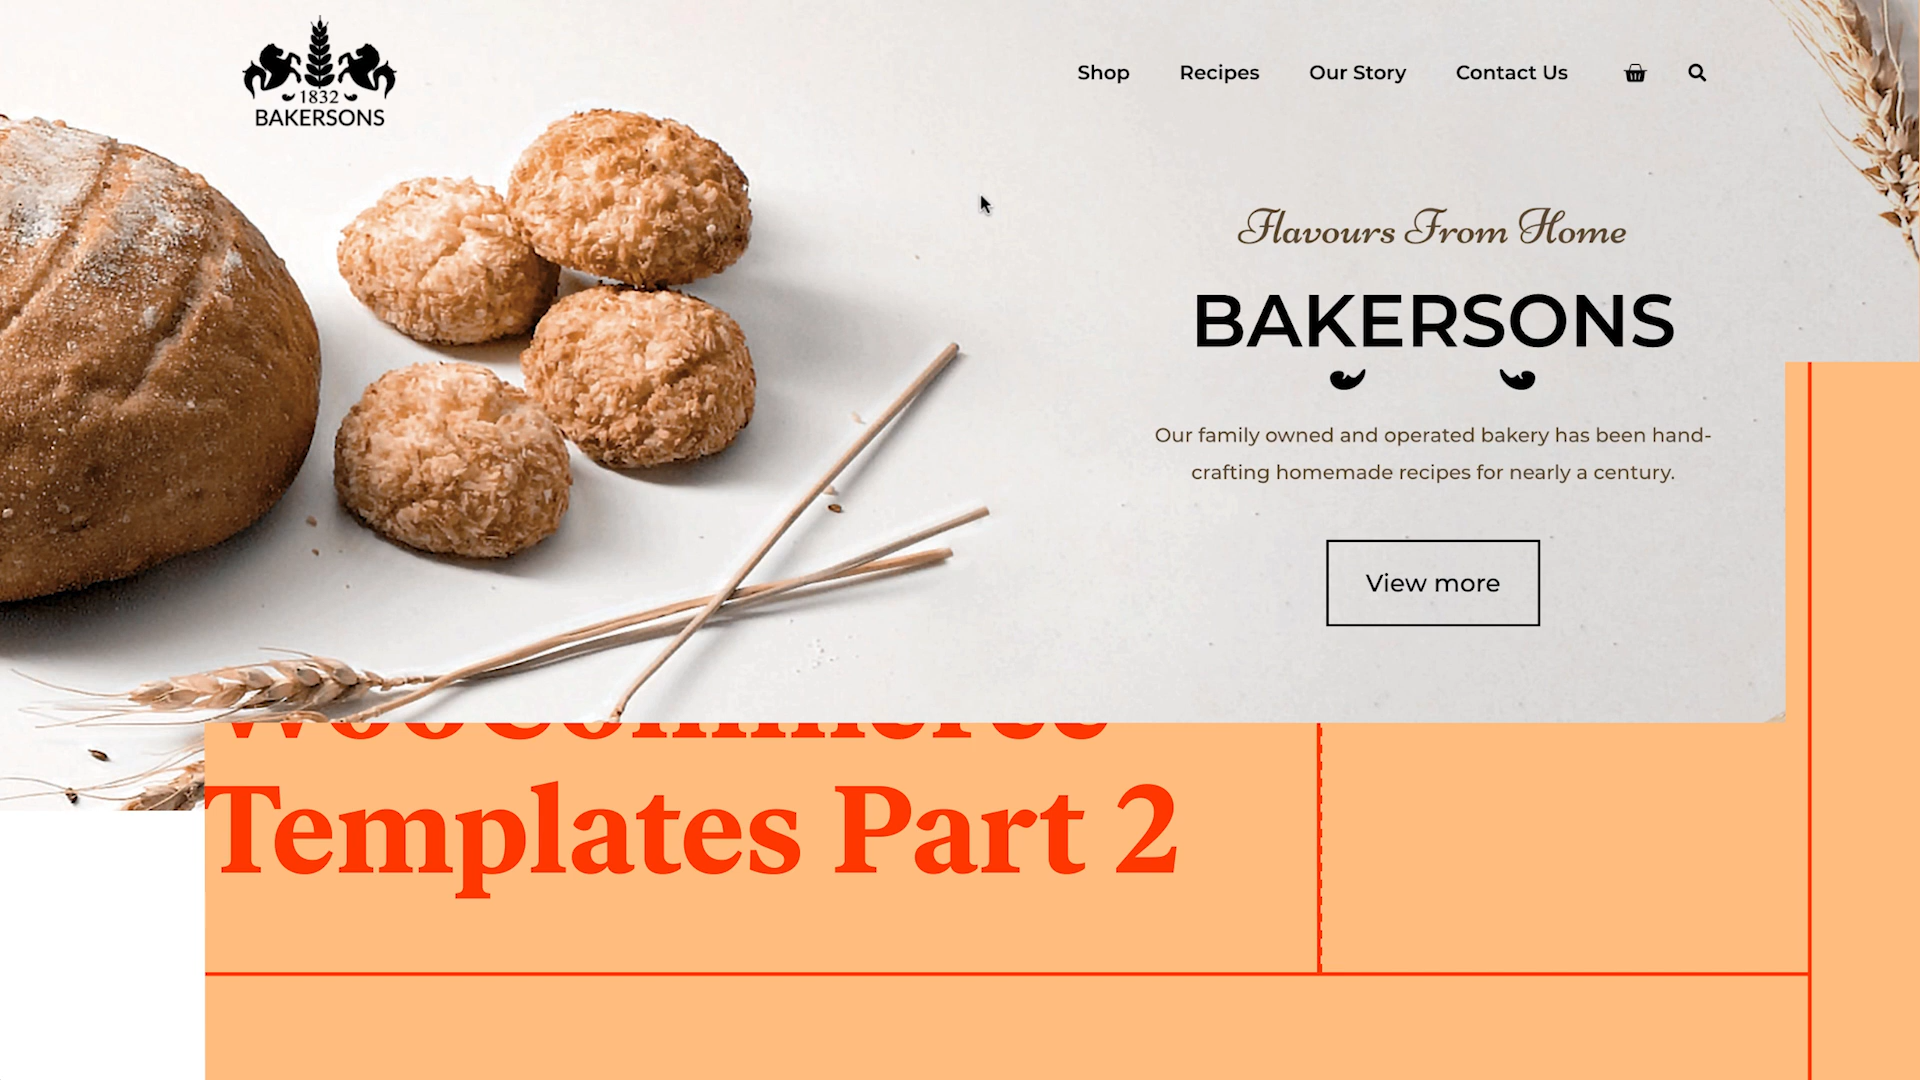 1832
BAKERSONS
Shop Recipes Our Story Contact Us
Flavours From Home
BAKERSONS
Our family owned and operated bakery has been hand-
crafting homemade recipes for nearly a century.
View more
WooCommerce
Templates Part 2